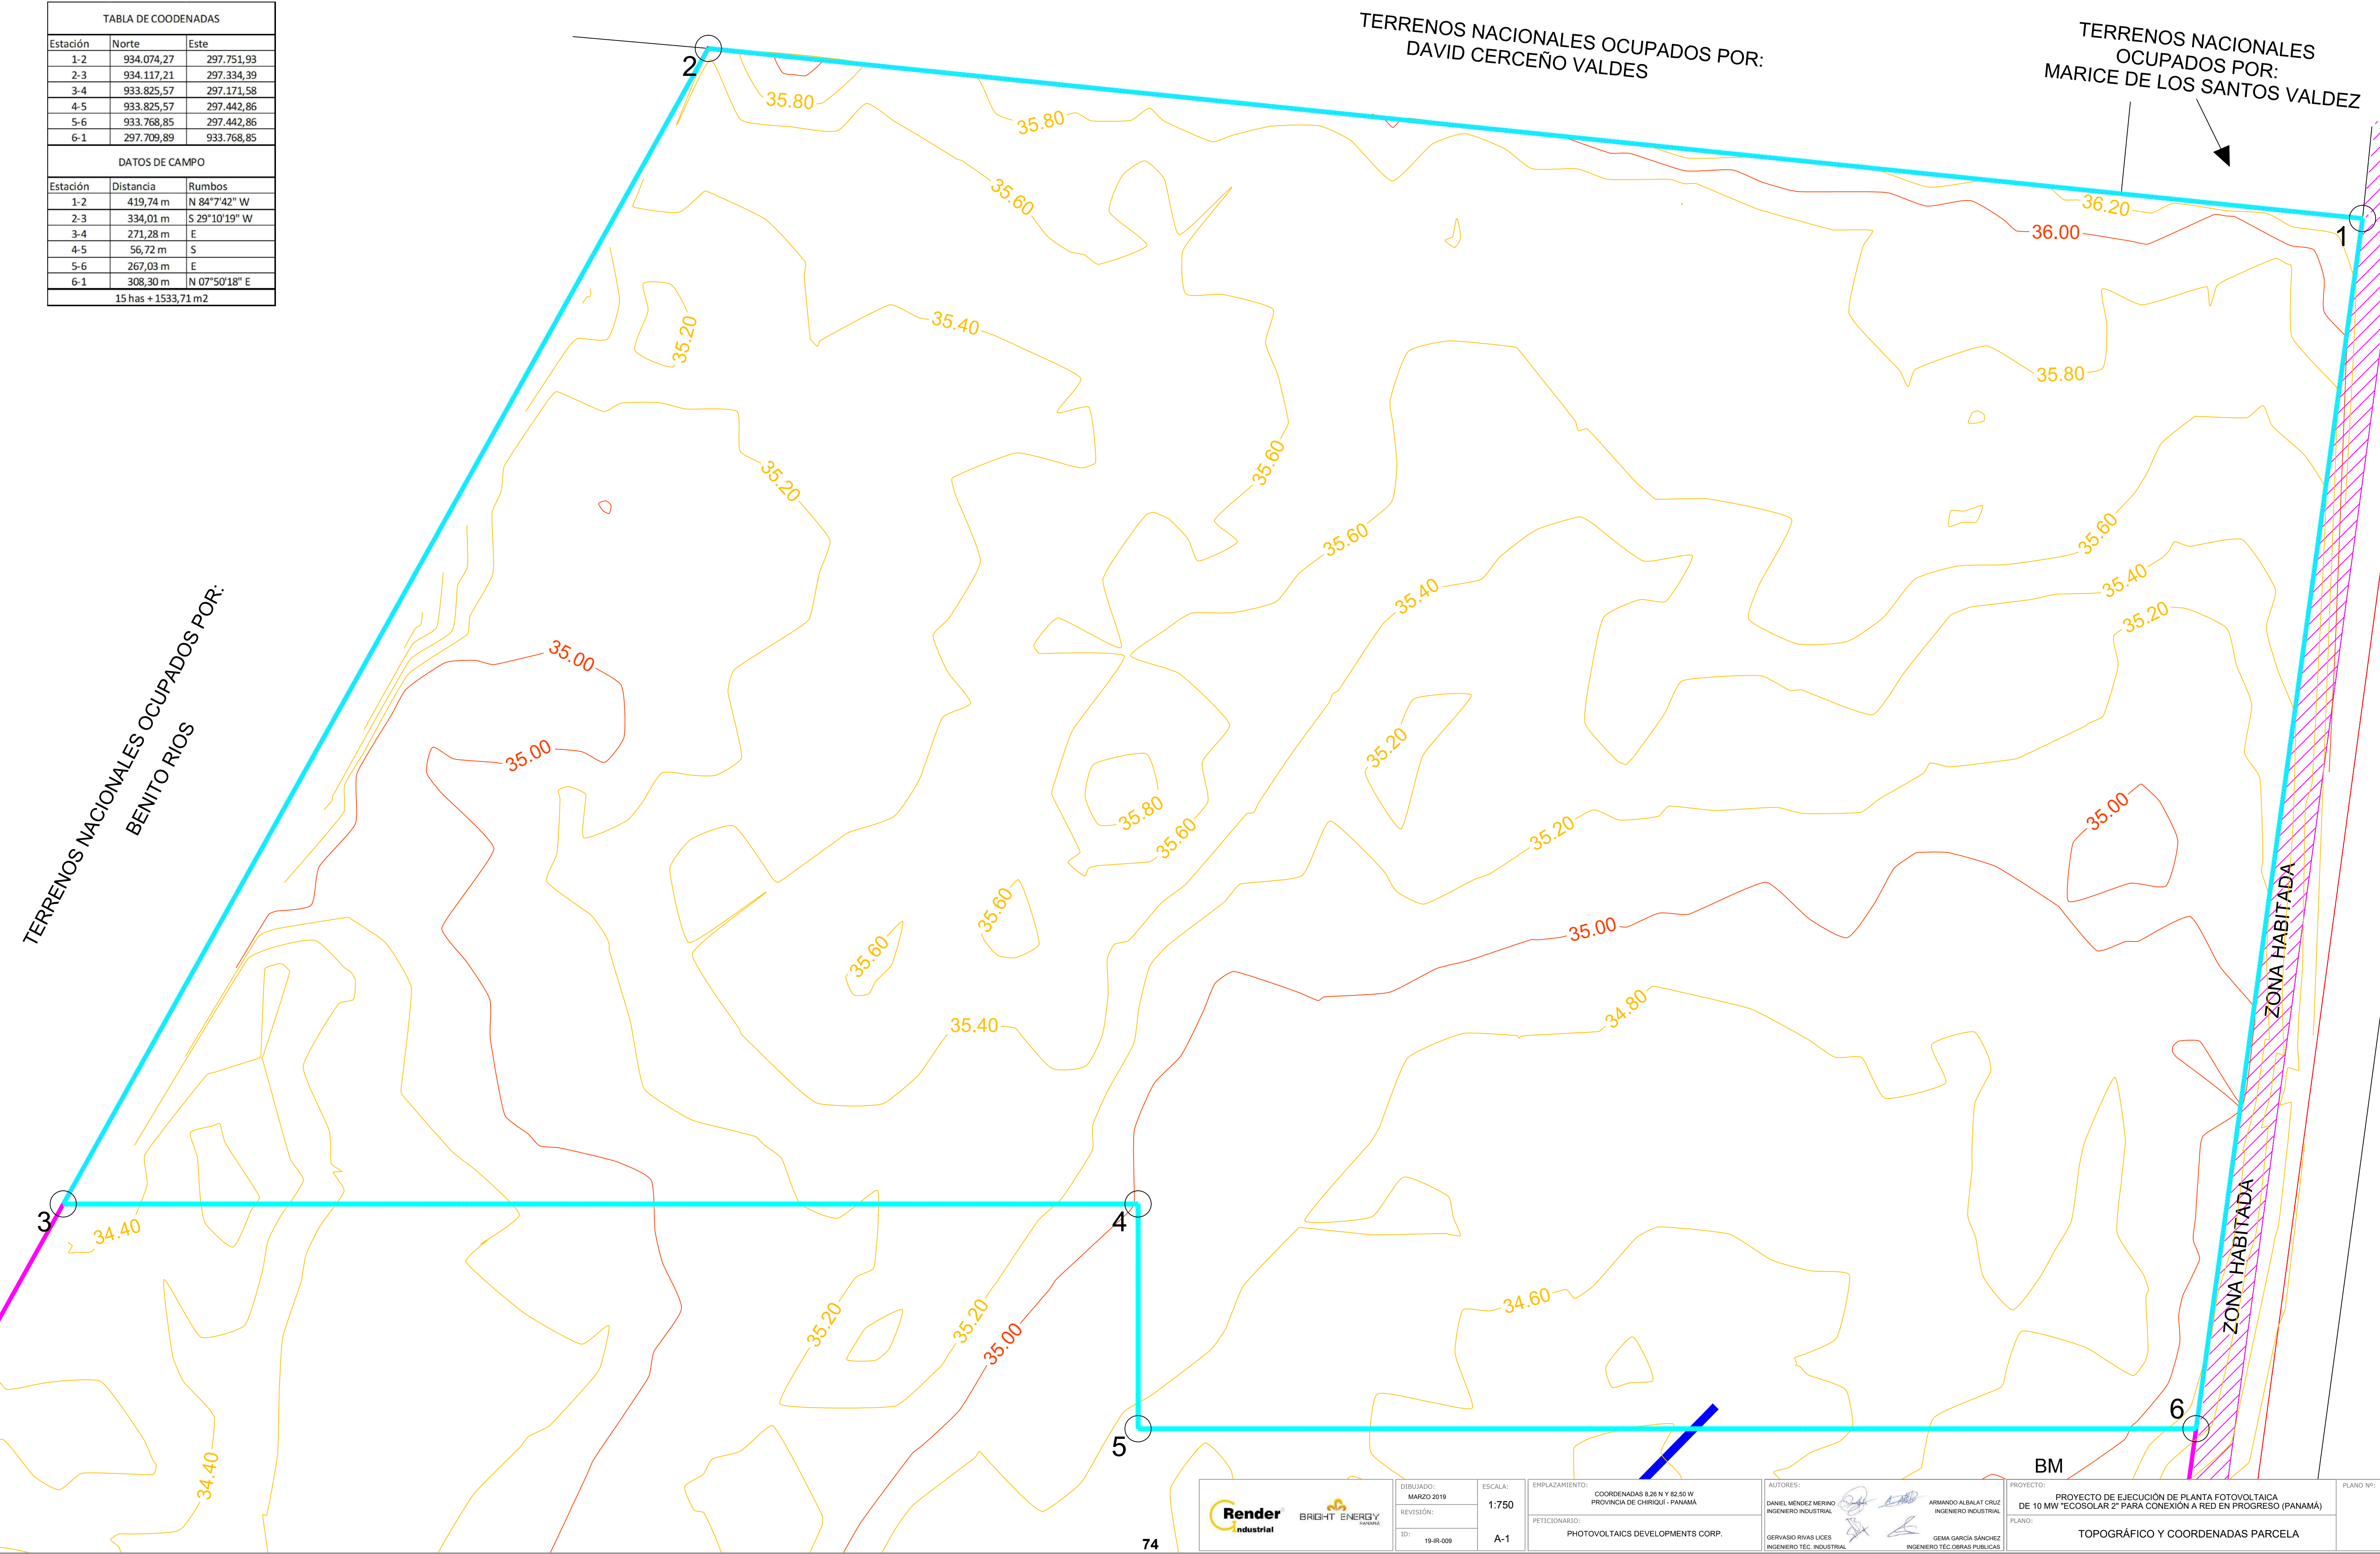 TABLA DE COODENADAS
Estación Norte Este
1-2 934.074,27 297.751,93
2-3 934.117,21 297.334,39
3-4 933.825,57 297.171,58
4-5 933.825,57 297.442,86
5-6 933.768,85 297.442,86
6-1 297.709,89 933.768,85
DATOS DE CAMPO
Estación Distancia Rumbos
1-2 419,74 m N 84°7'42" W
2-3 334,01 m S 29°10'19" W
3-4 271,28 m E
4-5 56,72 m S
5-6 267,03 m E
6-1 308,30 m N 07°50'18" E
15 has + 1533,71 m2
TERRENOS NACIONALES OCUPADOS POR:
DAVID CERCEÑO VALDES
TERRENOS NACIONALES
OCUPADOS POR:
MARICE DE LOS SANTOS VALDEZ
2
35.80
35.80
35.60
36.20
36.00
1
35.20
35.40
35.80
35.20
35.60
35.60
35.60
35.40
35.40
35.20
TERRENOS NACIONALES OCUPADOS POR:
BENITO RIOS
35.00
35.00
35.20
35.80
35.60
35.20
35.00
35.60
35.60
35.00
35.40
34.80
ZONA HABITADA
ZONA HABITADA
3
34.40
4
35.20
35.20
35.00
34.60
34.40
5
6
BM
74
Render
Industrial
BRIGHT ENERGY
PANAMÁ
DIBUJADO:
MARZO 2019
REVISIÓN:
ID:
19-IR-009
ESCALA:
1:750
A-1
EMPLAZAMIENTO:
COORDENADAS 8,26 N Y 82,50 W
PROVINCIA DE CHIRIQUÍ - PANAMÁ
PETICIONARIO:
PHOTOVOLTAICS DEVELOPMENTS CORP.
AUTORES:
DANIEL MÉNDEZ MERINO
INGENIERO INDUSTRIAL
ARMANDO ALBALAT CRUZ
INGENIERO INDUSTRIAL
GERVASIO RIVAS LICES
INGENIERO TÉC. INDUSTRIAL
GEMA GARCÍA SÁNCHEZ
INGENIERO TÉC.OBRAS PUBLICAS
PROYECTO:
PROYECTO DE EJECUCIÓN DE PLANTA FOTOVOLTAICA
DE 10 MW "ECOSOLAR 2" PARA CONEXIÓN A RED EN PROGRESO (PANAMÁ)
PLANO:
TOPOGRÁFICO Y COORDENADAS PARCELA
PLANO Nº: